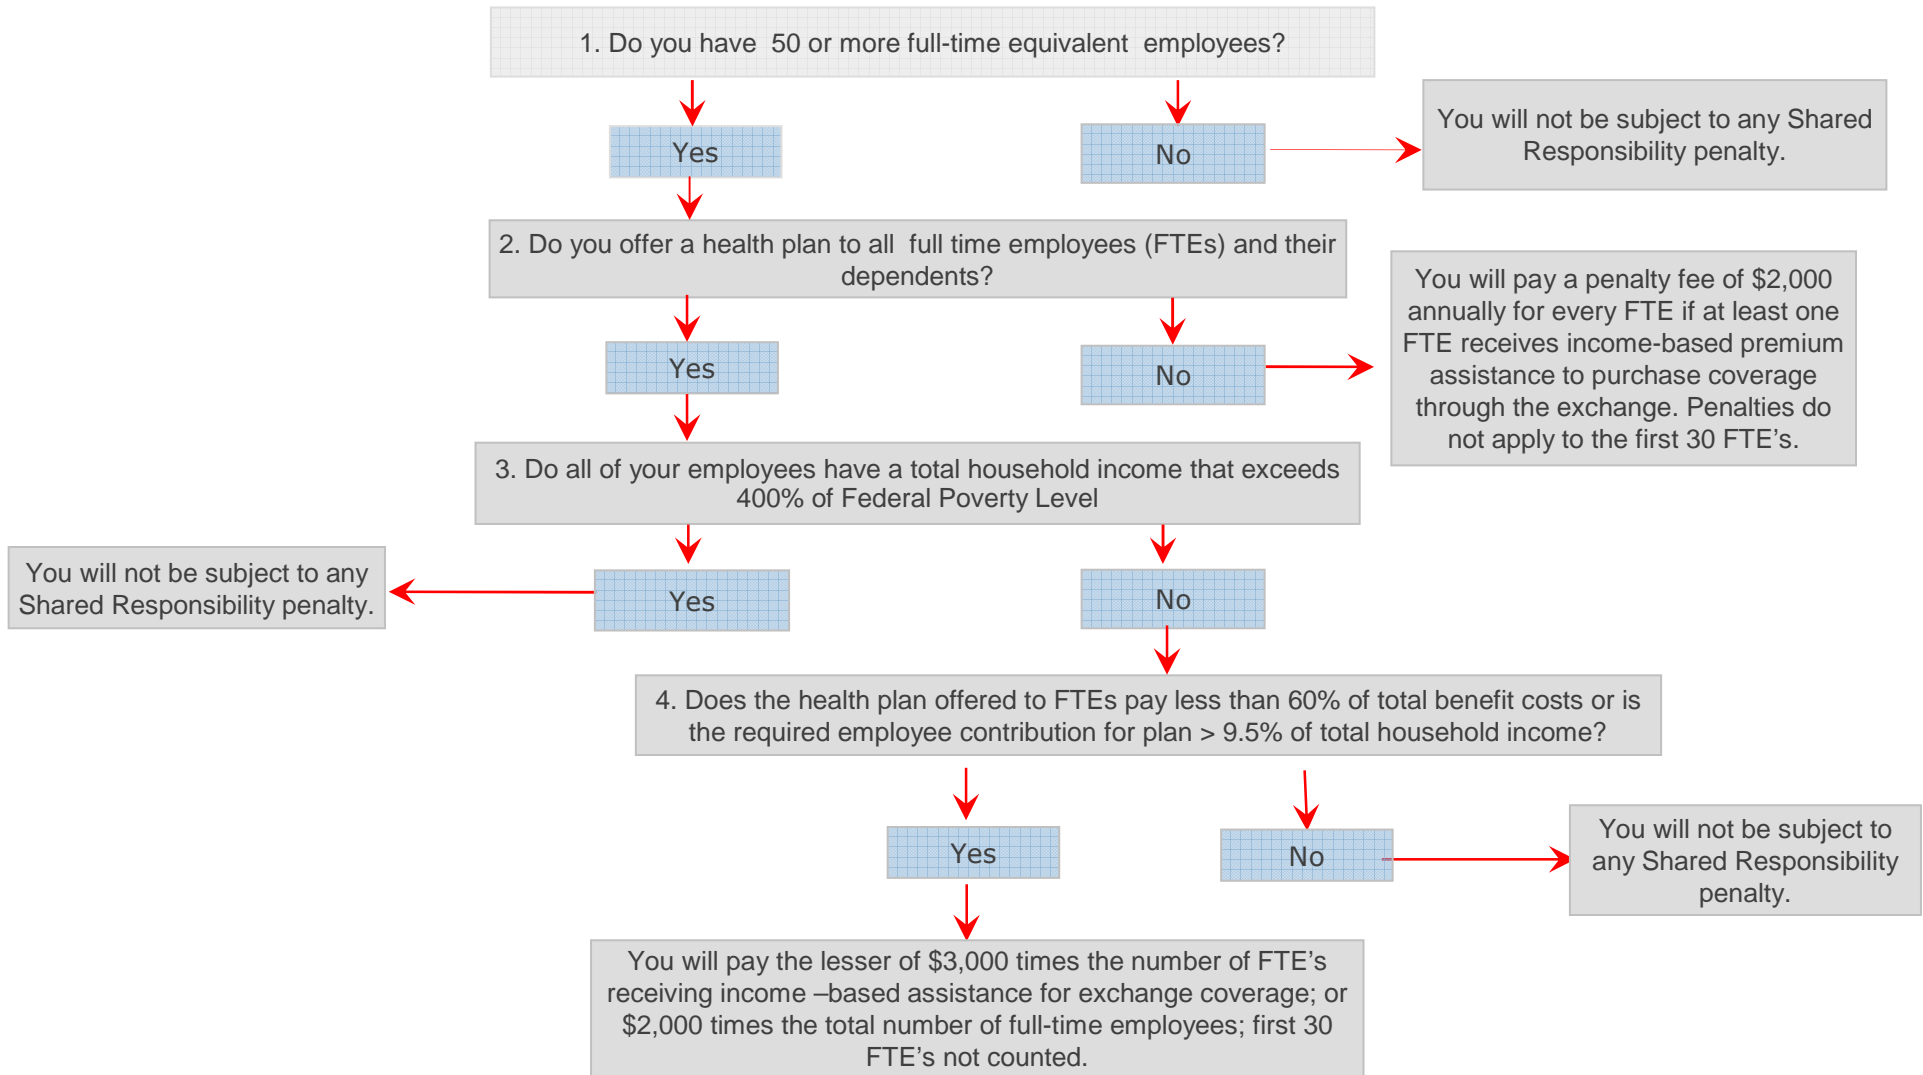 1. Do you have  50 or more full-time equivalent  employees?
Yes
No
You will not be subject to any Shared
Responsibility penalty.
2. Do you offer a health plan to all  full time employees (FTEs) and their
dependents?
Yes
No
You will pay a penalty fee of $2,000
annually for every FTE if at least one
FTE receives income-based premium
assistance to purchase coverage
through the exchange. Penalties do
not apply to the first 30 FTE’s.
3. Do all of your employees have a total household income that exceeds
400% of Federal Poverty Level
You will not be subject to any
Shared Responsibility penalty.
Yes
No
4. Does the health plan offered to FTEs pay less than 60% of total benefit costs or is
the required employee contribution for plan > 9.5% of total household income?
Yes
No
You will not be subject to
any Shared Responsibility
penalty.
You will pay the lesser of $3,000 times the number of FTE’s
receiving income –based assistance for exchange coverage; or
$2,000 times the total number of full-time employees; first 30
FTE’s not counted.